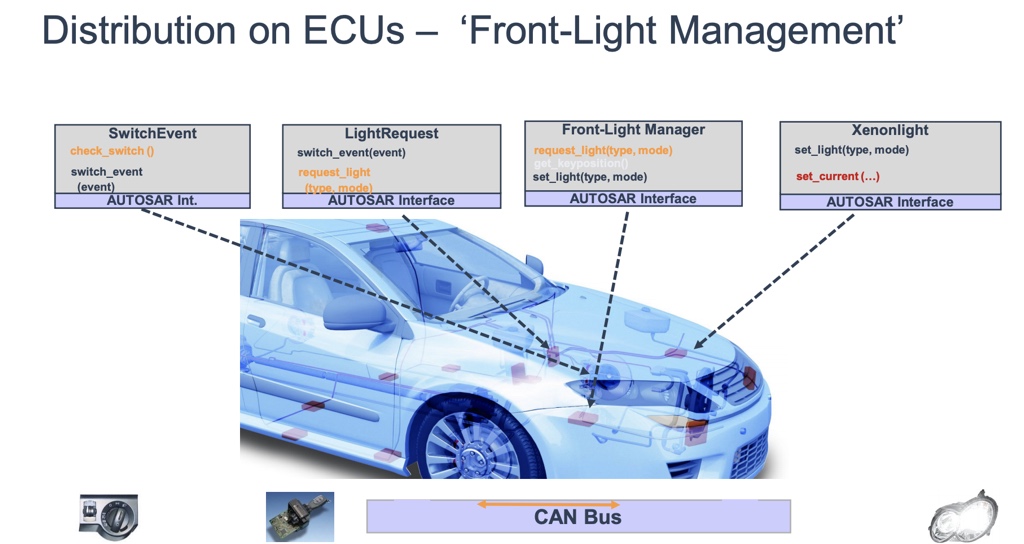 Distribution on ECUs – ‘Front-Light Management’
SwitchEvent
check_switch ()
switch_event
(event)
AUTOSAR Int.
LightRequest
switch_event(event)
request_light
(type, mode)
AUTOSAR Interface
Front-Light Manager
request_light(type, mode)
get_keyposition()
set_light(type, mode)
AUTOSAR Interface
Xenonlight
set_light(type, mode)
set_current (...)
AUTOSAR Interface
CAN Bus